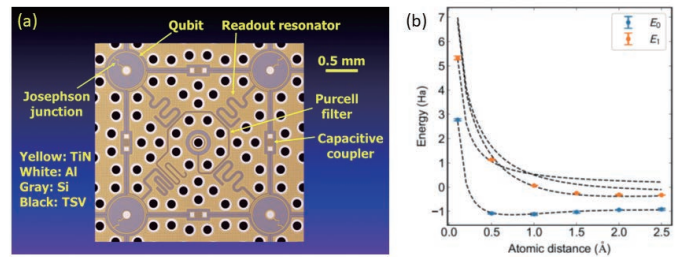 (a)
Qubit
Readout resonator
0.5 mm
Josephson
junction
Purcell
filter
Capacitive
coupler
Yellow: TiN
White: Al
Gray: Si
Black: TSV
(b)
E₀
E₁
Energy (Ha)
7
6
5
4
3
2
1
0
−1
0.0 0.5 1.0 1.5 2.0 2.5
Atomic distance (Å)